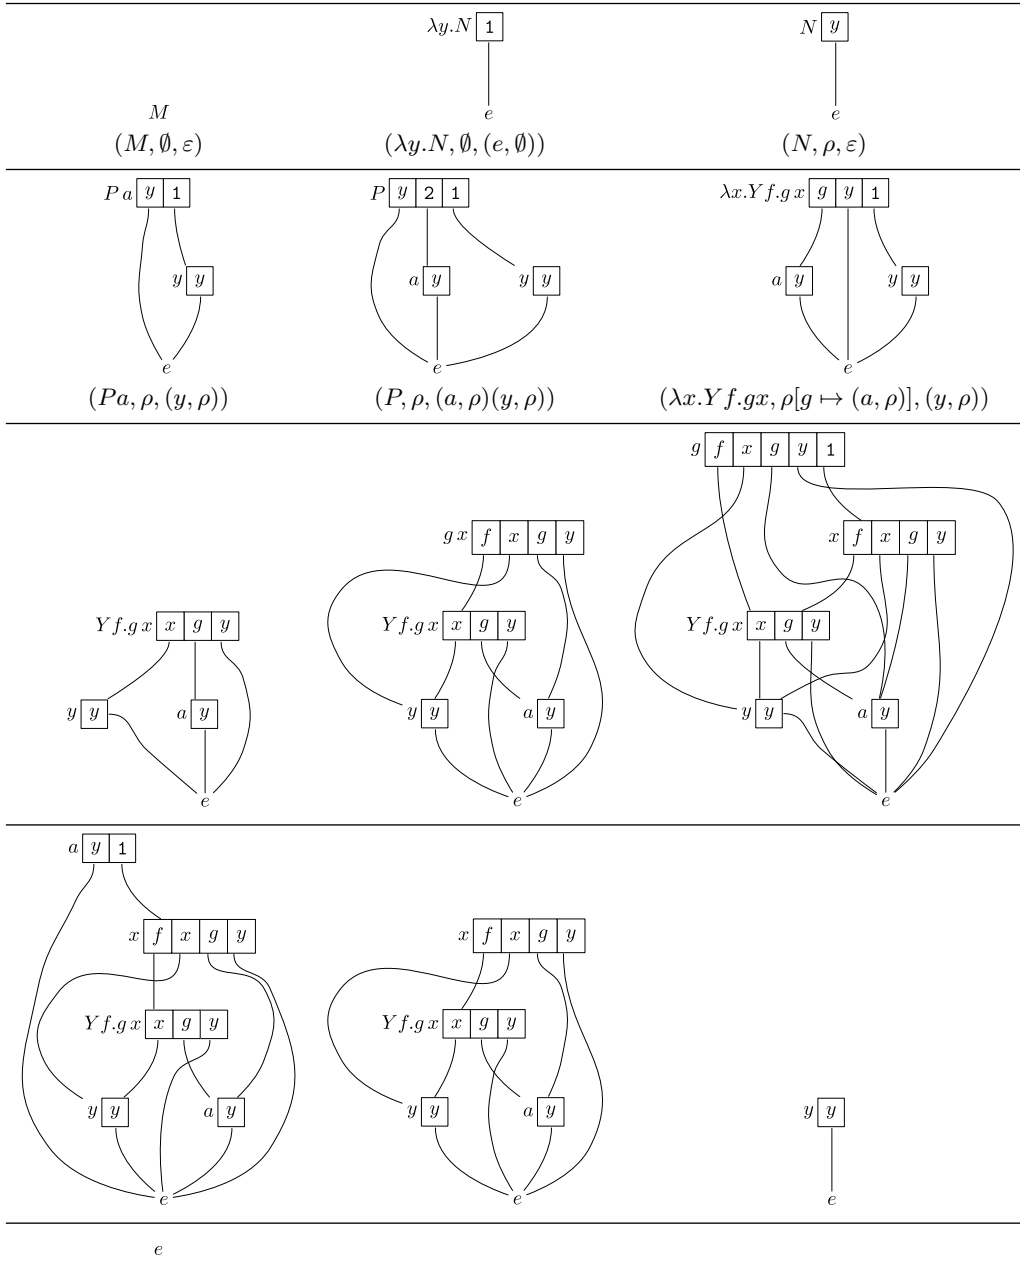 λy.N 1 N y
M e e
(M, ∅, ε) (λy.N, ∅, (e, ∅)) (N, ρ, ε)
P a y 1 P y 2 1 λx.Y f.g x g y 1
y y a y y y a y y y
e e e
(Pa, ρ, (y, ρ)) (P, ρ, (a, ρ)(y, ρ)) (λx.Y f.gx, ρ[g ↦ (a, ρ)], (y, ρ))
g f x g y 1
g x f x g y x f x g y
Y f.g x x g y Y f.g x x g y Y f.g x x g y
y y a y y y a y y y a y
e e e
a y 1
x f x g y x f x g y
Y f.g x x g y Y f.g x x g y
y y a y y y a y y y
e e e
e